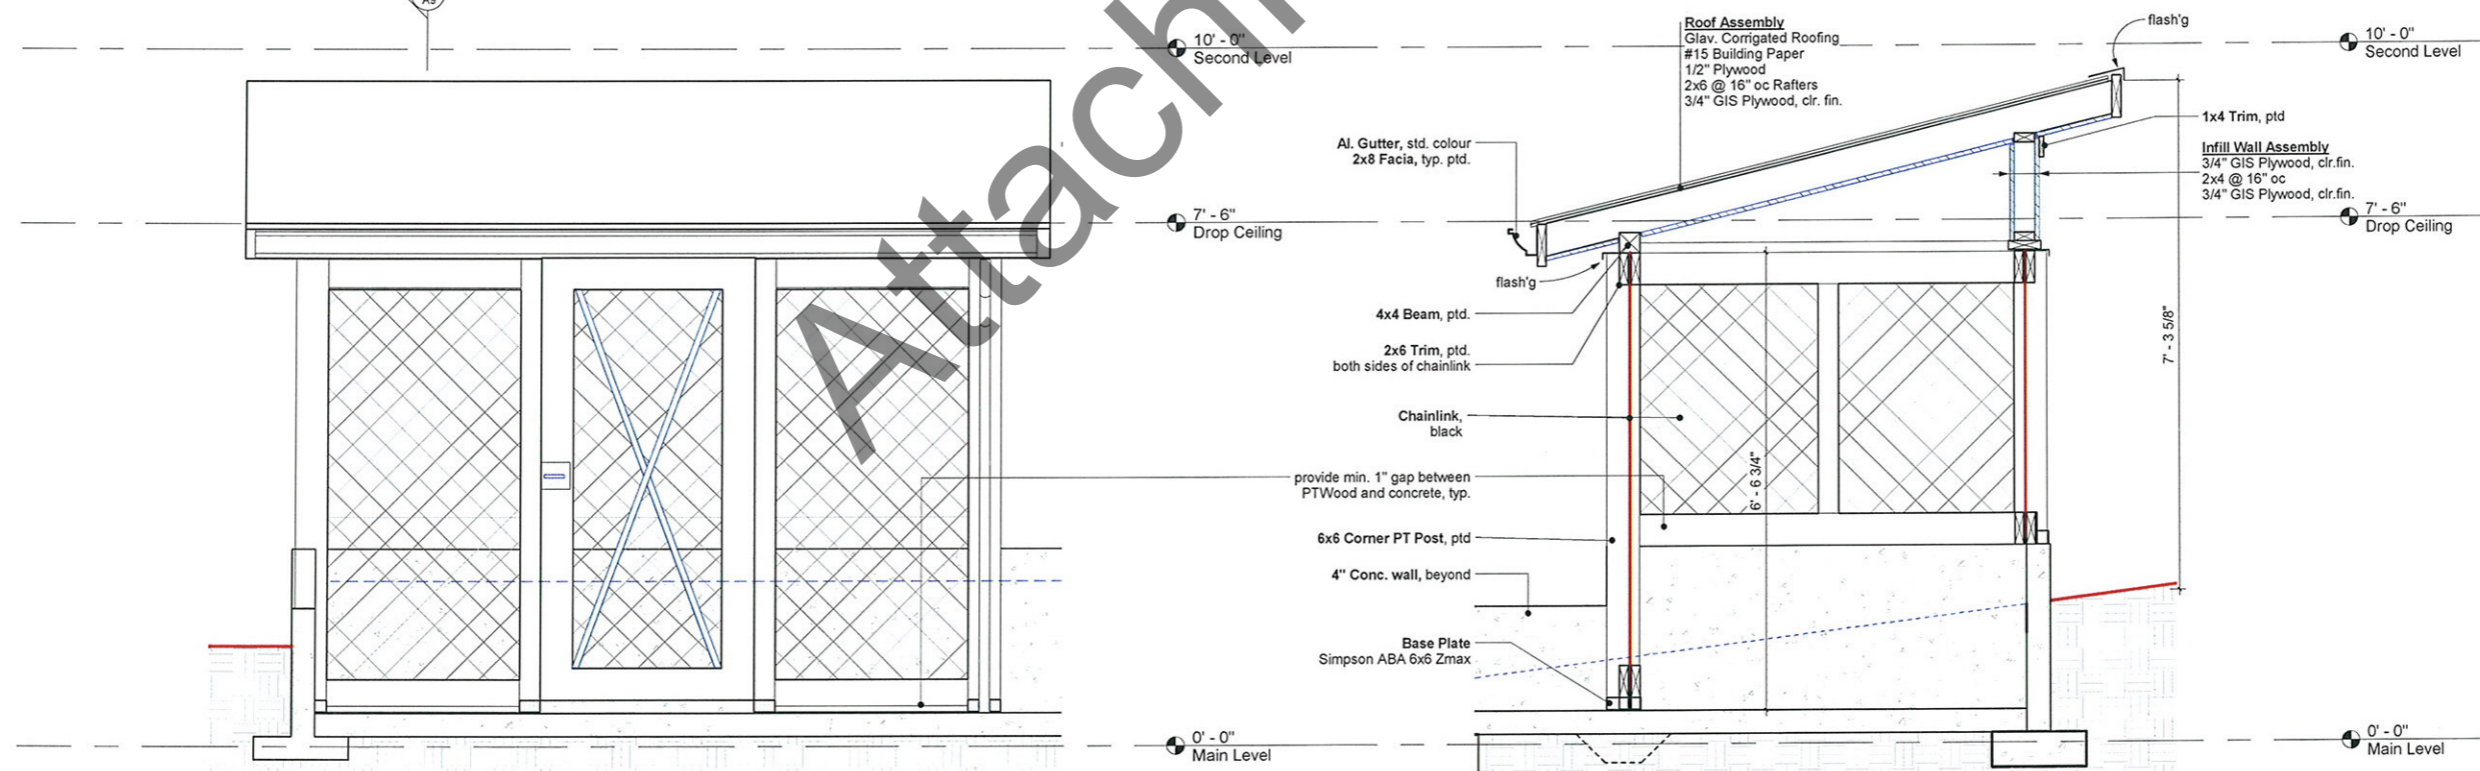 A9
10' - 0"
Second Level
7' - 6"
Drop Ceiling
0' - 0"
Main Level
Roof Assembly
Glav. Corrigated Roofing
#15 Building Paper
1/2" Plywood
2x6 @ 16" oc Rafters
3/4" GIS Plywood, clr. fin.
flash'g
10' - 0"
Second Level
Al. Gutter, std. colour
2x8 Facia, typ. ptd.
1x4 Trim, ptd
Infill Wall Assembly
3/4" GIS Plywood, clr.fin.
2x4 @ 16" oc
3/4" GIS Plywood, clr.fin.
7' - 6"
Drop Ceiling
flash'g
4x4 Beam, ptd.
2x6 Trim, ptd.
both sides of chainlink
Chainlink,
black
provide min. 1" gap between
PTWood and concrete, typ.
6x6 Corner PT Post, ptd
4" Conc. wall, beyond
Base Plate
Simpson ABA 6x6 Zmax
6' - 6 3/4"
7' - 3 5/8"
0' - 0"
Main Level